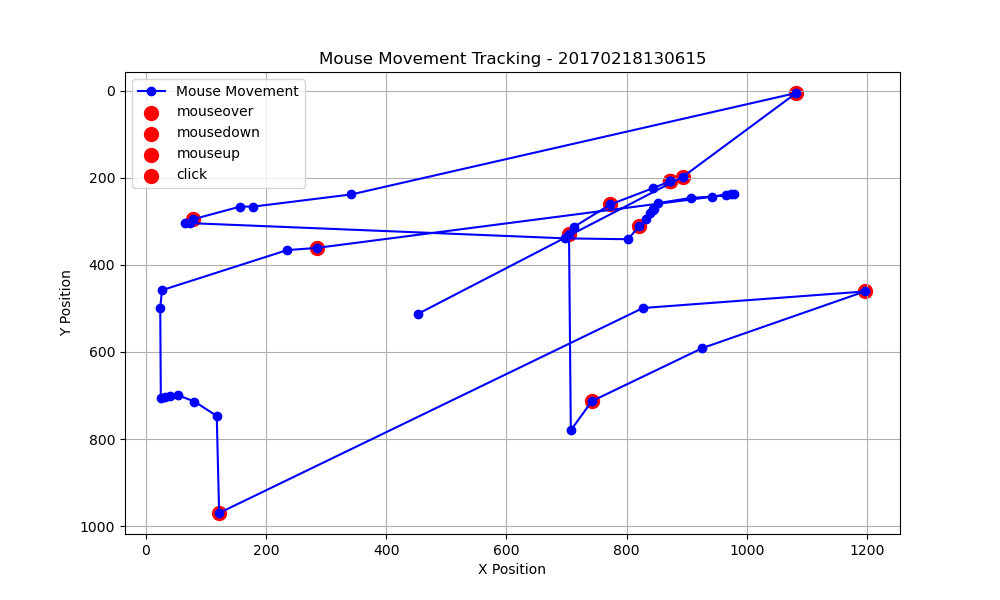 Mouse Movement Tracking - 20170218130615
Mouse Movement
mouseover
mousedown
mouseup
click
0
200
400
600
800
1000
Y Position
0 200 400 600 800 1000 1200
X Position